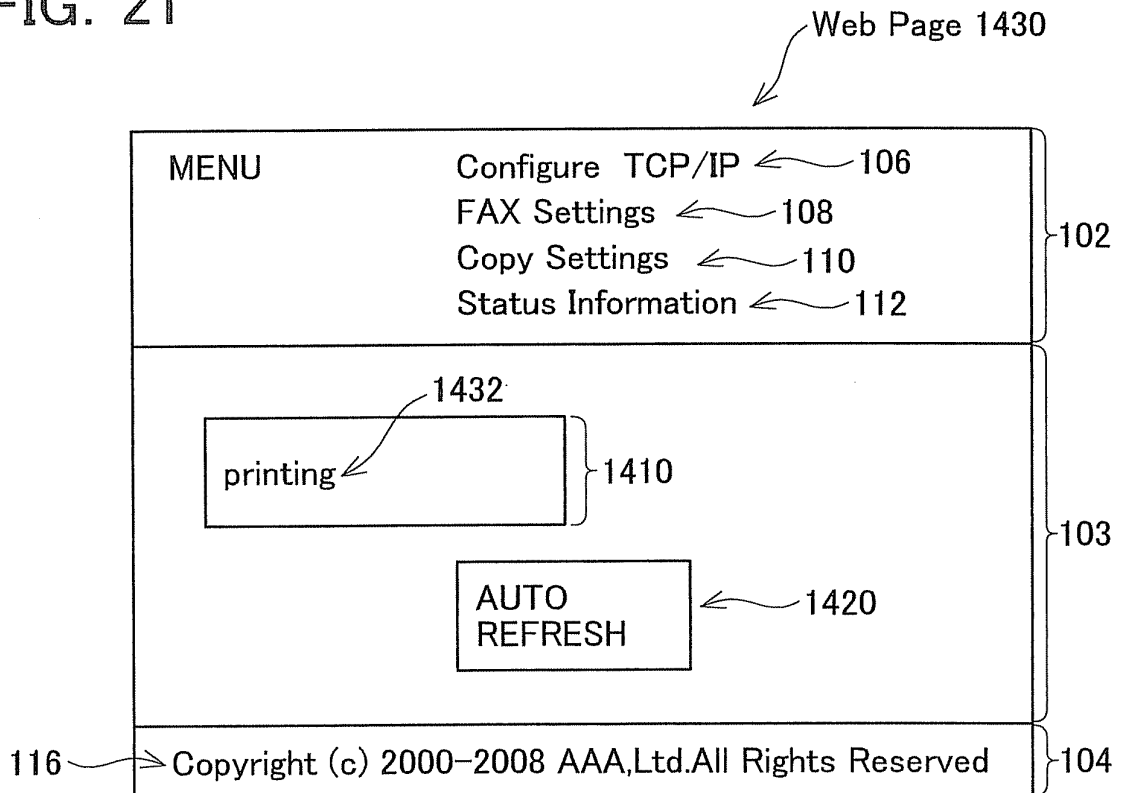 FIG. 21
Web Page 1430
MENU
Configure TCP/IP 106
FAX Settings 108
Copy Settings 110
Status Information 112
102
1432
printing
1410
103
AUTO
REFRESH
1420
116 Copyright (c) 2000-2008 AAA,Ltd.All Rights Reserved 104